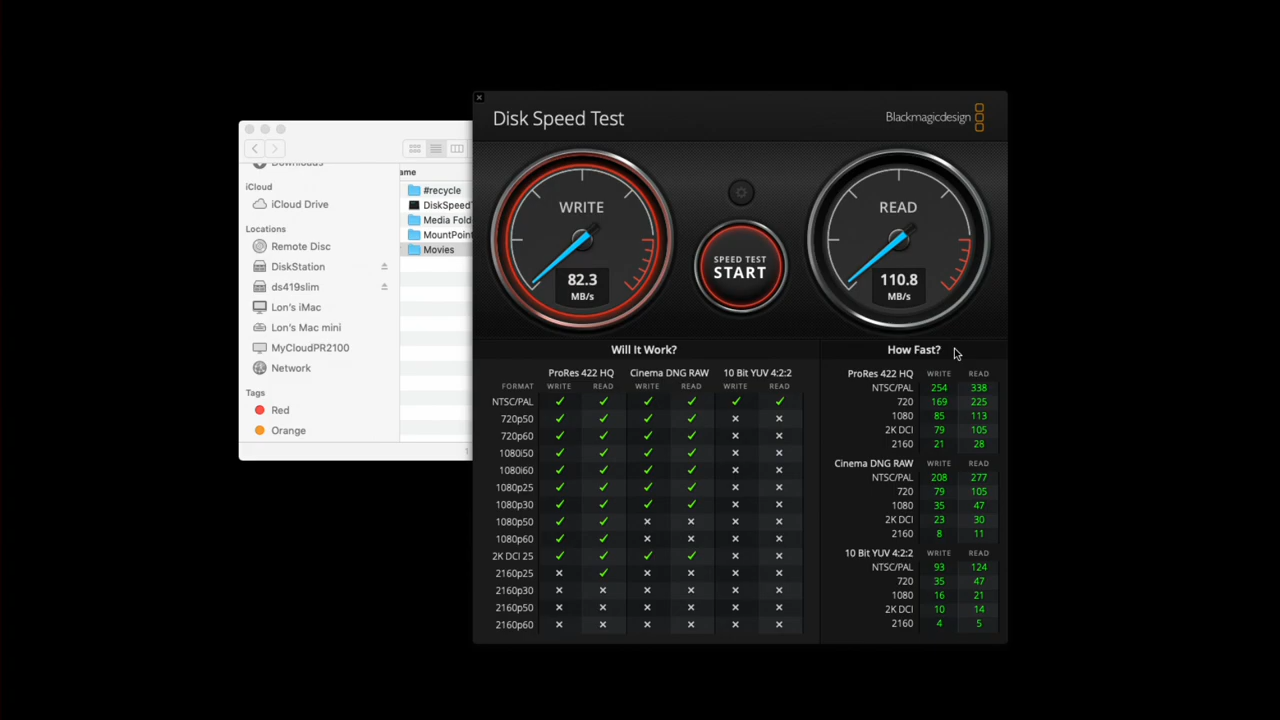 Disk Speed Test
Blackmagicdesign
WRITE
82.3
MB/s
SPEED TEST
START
READ
110.8
MB/s
Downloads
iCloud
iCloud Drive
Locations
Remote Disc
DiskStation
ds419slim
Lon's iMac
Lon's Mac mini
MyCloudPR2100
Network
Tags
Red
Orange
ame
#recycle
DiskSpeed
Media Fold
MountPoin
Movies
Will It Work?
ProRes 422 HQ Cinema DNG RAW 10 Bit YUV 4:2:2
FORMAT WRITE READ WRITE READ WRITE READ
NTSC/PAL ✓ ✓ ✓ ✓ ✓ ✓
720p50 ✓ ✓ ✓ ✓ ✕ ✕
720p60 ✓ ✓ ✓ ✓ ✕ ✕
1080i50 ✓ ✓ ✓ ✓ ✕ ✕
1080i60 ✓ ✓ ✓ ✓ ✕ ✕
1080p25 ✓ ✓ ✓ ✓ ✕ ✕
1080p30 ✓ ✓ ✓ ✓ ✕ ✕
1080p50 ✓ ✓ ✕ ✕ ✕ ✕
1080p60 ✓ ✓ ✕ ✕ ✕ ✕
2K DCI 25 ✓ ✓ ✓ ✓ ✕ ✕
2160p25 ✕ ✓ ✕ ✕ ✕ ✕
2160p30 ✕ ✕ ✕ ✕ ✕ ✕
2160p50 ✕ ✕ ✕ ✕ ✕ ✕
2160p60 ✕ ✕ ✕ ✕ ✕ ✕
How Fast?
ProRes 422 HQ WRITE READ
NTSC/PAL 254 338
720 169 225
1080 85 113
2K DCI 79 105
2160 21 28
Cinema DNG RAW WRITE READ
NTSC/PAL 208 277
720 79 105
1080 35 47
2K DCI 23 30
2160 8 11
10 Bit YUV 4:2:2 WRITE READ
NTSC/PAL 93 124
720 35 47
1080 16 21
2K DCI 10 14
2160 4 5